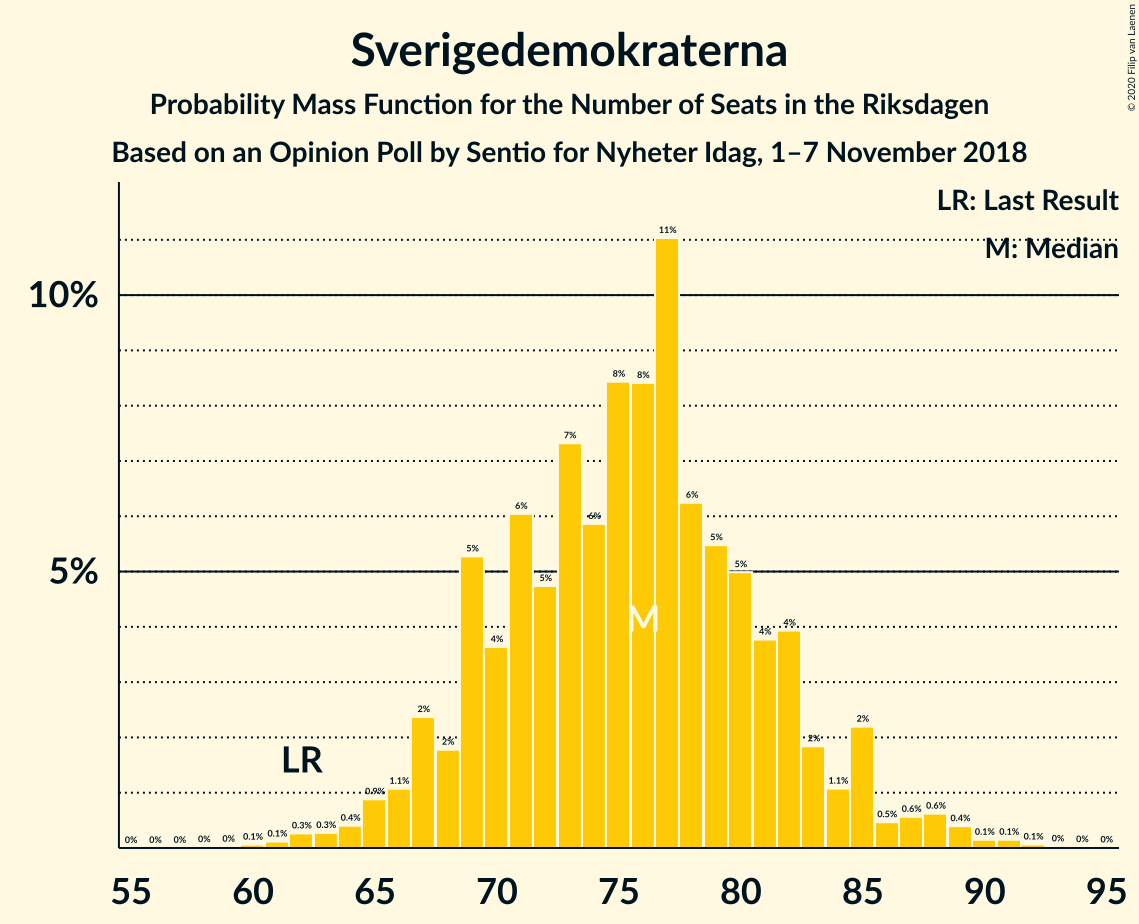 Sverigedemokraterna
Probability Mass Function for the Number of Seats in the Riksdagen
Based on an Opinion Poll by Sentio for Nyheter Idag, 1–7 November 2018
© 2020 Filip van Laenen
LR: Last Result
M: Median
10%
5%
0% 0% 0% 0% 0% 0.1% 0.1% 0.3% 0.3% 0.4% 0.9% 1.1% 2% 2% 5% 4% 6% 5% 7% 6% 8% 8% 11% 6% 5% 5% 4% 4% 2% 1.1% 2% 0.5% 0.6% 0.6% 0.4% 0.1% 0.1% 0.1% 0% 0% 0%
M
LR
55 60 65 70 75 80 85 90 95